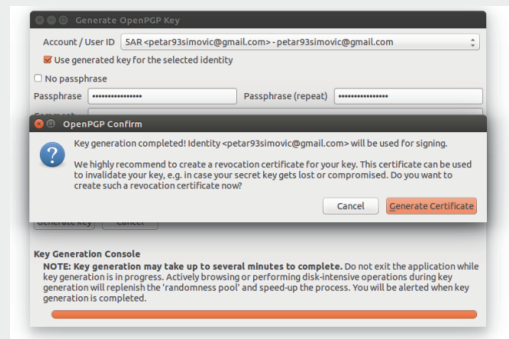 Generate OpenPGP Key
Account / User ID 5AR <petar93simovic@gmail.com> - petar93simovic@gmail.com
Use generated key for the selected identity
No passphrase
Passphrase •••••••••••••••• Passphrase (repeat) ••••••••••••••••
OpenPGP Confirm
Key generation completed! Identity <petar93simovic@gmail.com> will be used for signing.
We highly recommend to create a revocation certificate for your key. This certificate can be used
to invalidate your key, e.g. in case your secret key gets lost or compromised. Do you want to
create such a revocation certificate now?
Cancel Generate Certificate
Generate key Cancel
Key Generation Console
NOTE: Key generation may take up to several minutes to complete. Do not exit the application while
key generation is in progress. Actively browsing or performing disk-intensive operations during key
generation will replenish the 'randomness pool' and speed-up the process. You will be alerted when key
generation is completed.